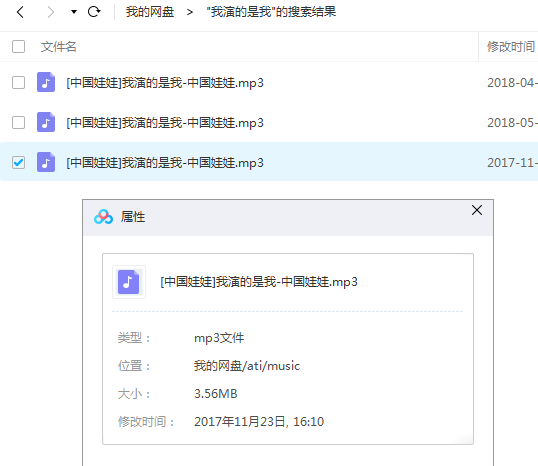 我的网盘 > "我演的是我"的搜索结果
文件名 修改时间
[中国娃娃]我演的是我-中国娃娃.mp3 2018-04-
[中国娃娃]我演的是我-中国娃娃.mp3 2018-05-
[中国娃娃]我演的是我-中国娃娃.mp3 2017-11-
属性
[中国娃娃]我演的是我-中国娃娃.mp3
类型： mp3文件
位置： 我的网盘/ati/music
大小： 3.56MB
修改时间： 2017年11月23日, 16:10